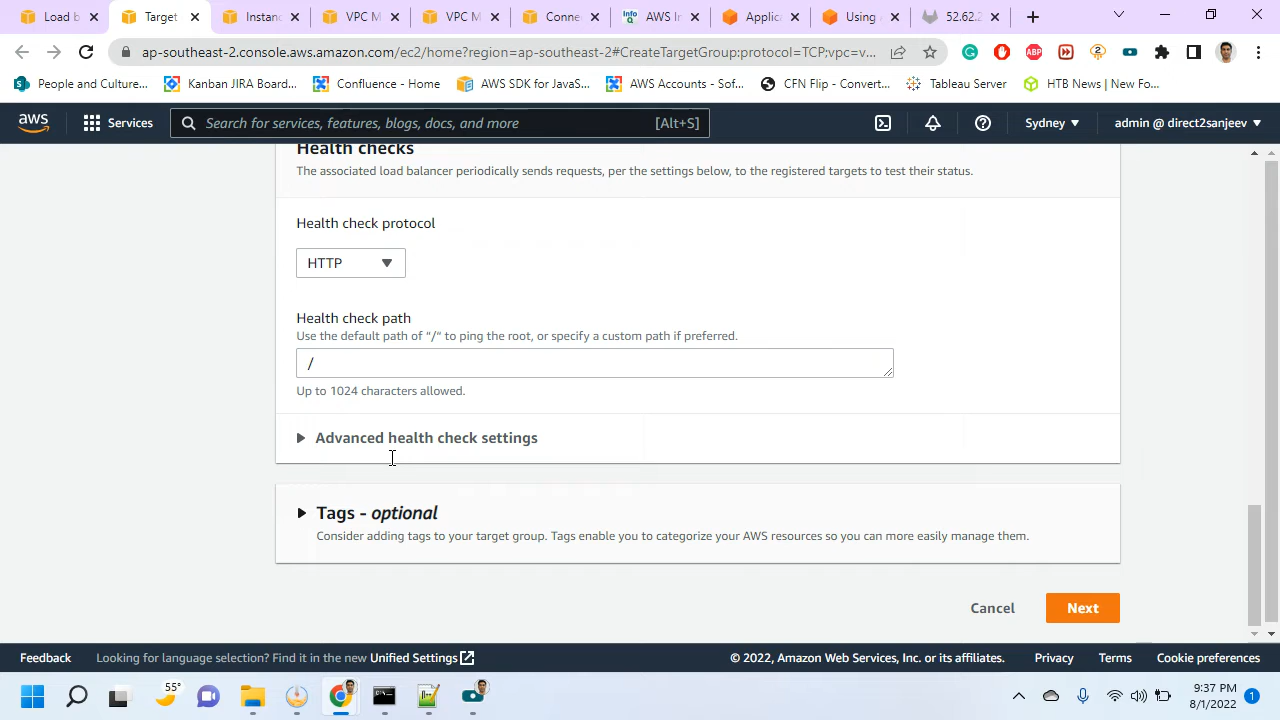 Load b
Target
Instanc
VPC M
VPC M
Conne
AWS In
Applic
Using
52.62.2
ap-southeast-2.console.aws.amazon.com/ec2/home?region=ap-southeast-2#CreateTargetGroup:protocol=TCP;vpc=v...
People and Culture...
Kanban JIRA Board...
Confluence - Home
AWS SDK for JavaS...
AWS Accounts - Sof...
CFN Flip - Convert...
Tableau Server
HTB News | New Fo...
aws
Services
Search for services, features, blogs, docs, and more
[Alt+S]
Sydney
admin @ direct2sanjeev
Health checks
The associated load balancer periodically sends requests, per the settings below, to the registered targets to test their status.
Health check protocol
HTTP
Health check path
Use the default path of "/" to ping the root, or specify a custom path if preferred.
/
Up to 1024 characters allowed.
Advanced health check settings
Tags - optional
Consider adding tags to your target group. Tags enable you to categorize your AWS resources so you can more easily manage them.
Cancel
Next
Feedback
Looking for language selection? Find it in the new Unified Settings
© 2022, Amazon Web Services, Inc. or its affiliates.
Privacy
Terms
Cookie preferences
55°
9:37 PM
8/1/2022
1